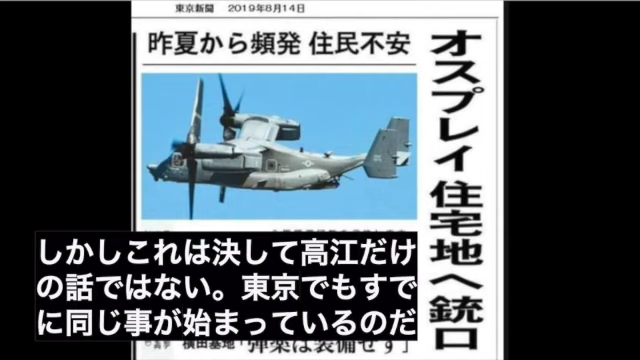 東京新聞 2019年8月14日
オスプレイ住宅地へ銃口
昨夏から頻発 住民不安
しかしこれは決して高江だけ
の話ではない。東京でもすで
に同じ事が始まっているのだ
横田基地「弾薬は装備せず」